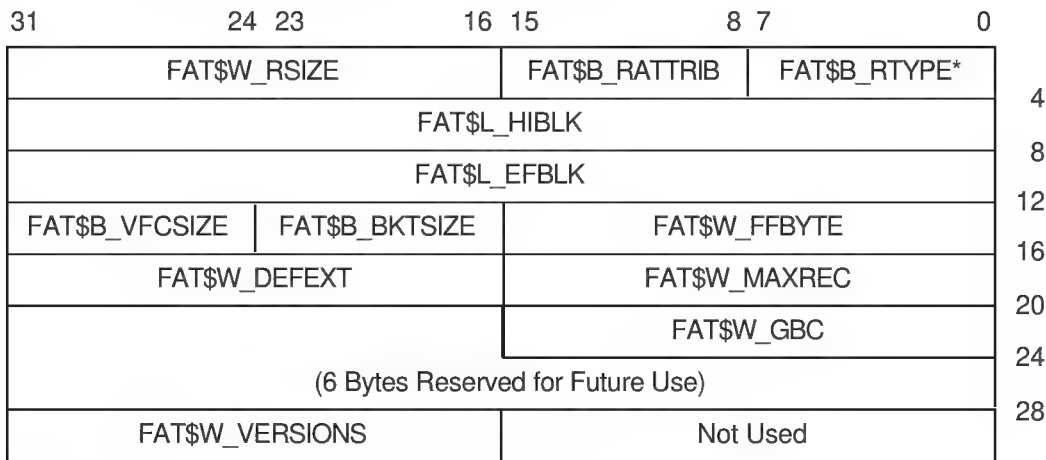 31 24 23 16 15 8 7 0
FAT$W_RSIZE FAT$B_RATTRIB FAT$B_RTYPE*
4
FAT$L_HIBLK
8
FAT$L_EFBLK
12
FAT$B_VFCSIZE FAT$B_BKTSIZE FAT$W_FFBYTE
16
FAT$W_DEFEXT FAT$W_MAXREC
20
FAT$W_GBC
24
(6 Bytes Reserved for Future Use)
28
FAT$W_VERSIONS Not Used